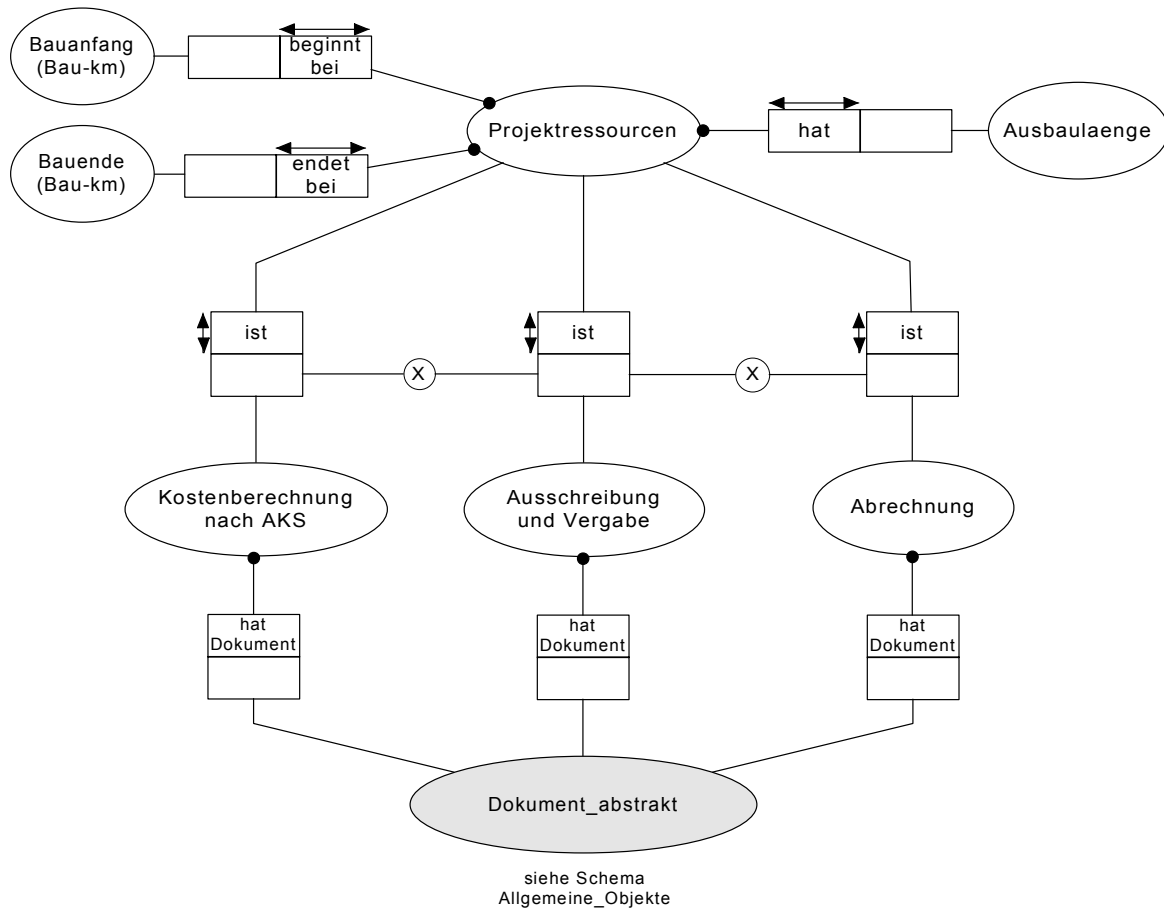 Bauanfang
(Bau-km)
beginnt
bei
Projektressourcen
hat
Ausbaulaenge
Bauende
(Bau-km)
endet
bei
ist
ist
ist
X
X
Kostenberechnung
nach AKS
Ausschreibung
und Vergabe
Abrechnung
hat
Dokument
hat
Dokument
hat
Dokument
Dokument_abstrakt
siehe Schema
Allgemeine_Objekte